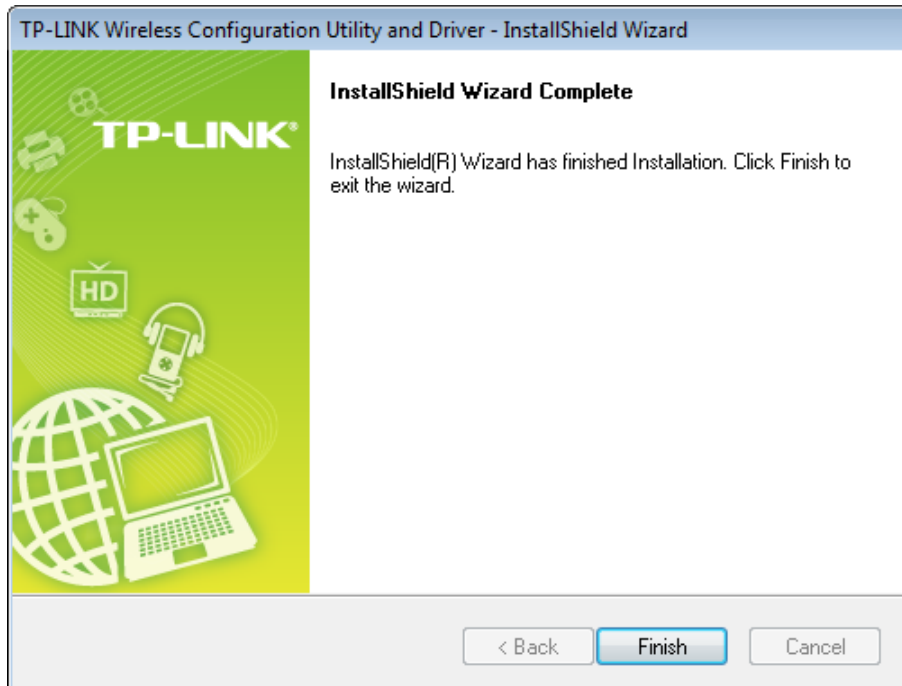 TP-LINK Wireless Configuration Utility and Driver - InstallShield Wizard
TP-LINK®
InstallShield Wizard Complete
InstallShield(R) Wizard has finished Installation. Click Finish to
exit the wizard.
HD
< Back
Finish
Cancel